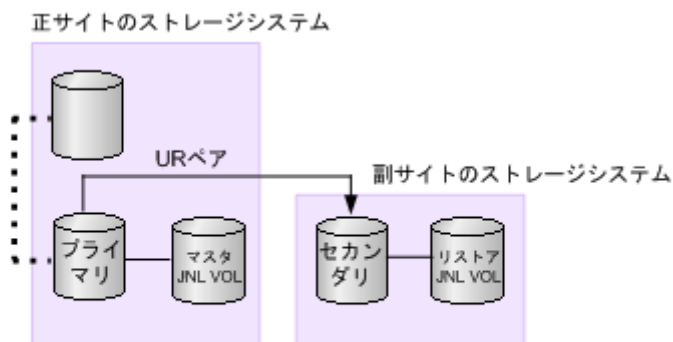 正サイトのストレージシステム
URペア
副サイトのストレージシステム
プライ
マリ
マスタ
JNL VOL
セカン
ダリ
リストア
JNL VOL